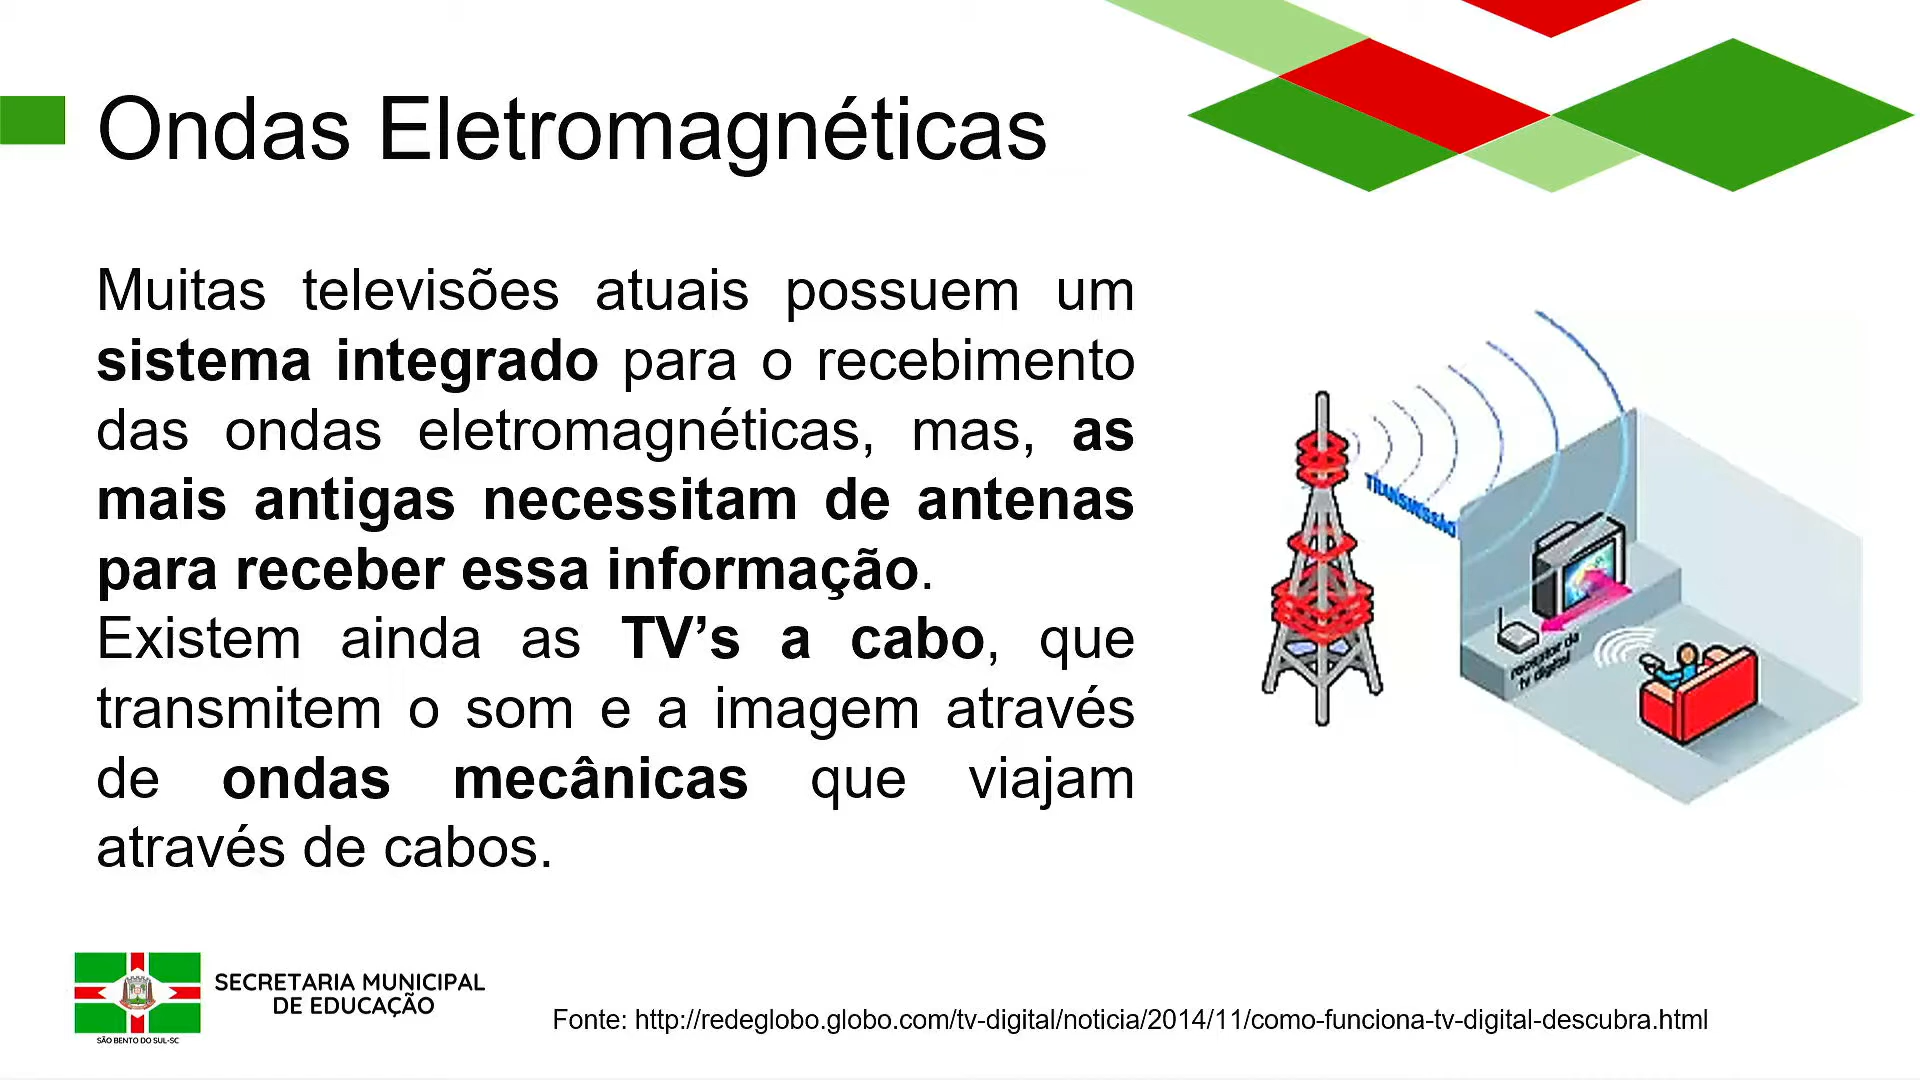 Ondas Eletromagnéticas
Muitas televisões atuais possuem um
sistema integrado para o recebimento
das ondas eletromagnéticas, mas, as
mais antigas necessitam de antenas
para receber essa informação.
Existem ainda as TV’s a cabo, que
transmitem o som e a imagem através
de ondas mecânicas que viajam
através de cabos.
TRANSMISSÃO
receptor da
tv digital
SECRETARIA MUNICIPAL
DE EDUCAÇÃO
SÃO BENTO DO SUL-SC
Fonte: http://redeglobo.globo.com/tv-digital/noticia/2014/11/como-funciona-tv-digital-descubra.html